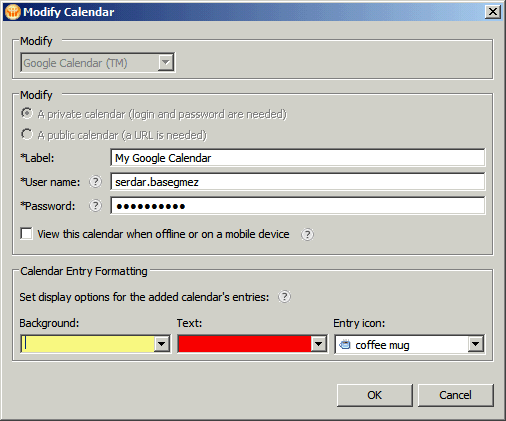 Modify Calendar
Modify
Google Calendar (TM)
Modify
A private calendar (login and password are needed)
A public calendar (a URL is needed)
*Label: My Google Calendar
*User name: ? serdar.basegmez
*Password: ? ●●●●●●●●●●
View this calendar when offline or on a mobile device ?
Calendar Entry Formatting
Set display options for the added calendar's entries: ?
Background: Text: Entry icon:
coffee mug
OK Cancel